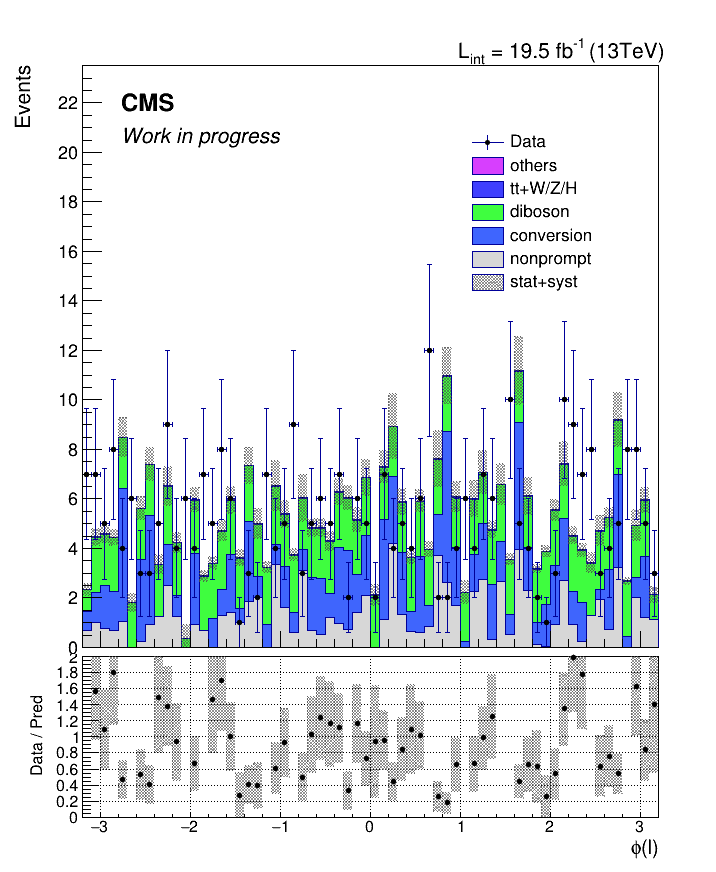 L_int = 19.5 fb^-1 (13TeV)
Events
CMS
Work in progress
Data
others
tt+W/Z/H
diboson
conversion
nonprompt
stat+syst
22
20
18
16
14
12
10
8
6
4
2
0
Data / Pred
2
1.8
1.6
1.4
1.2
1
0.8
0.6
0.4
0.2
0
−3 −2 −1 0 1 2 3
ϕ(l)